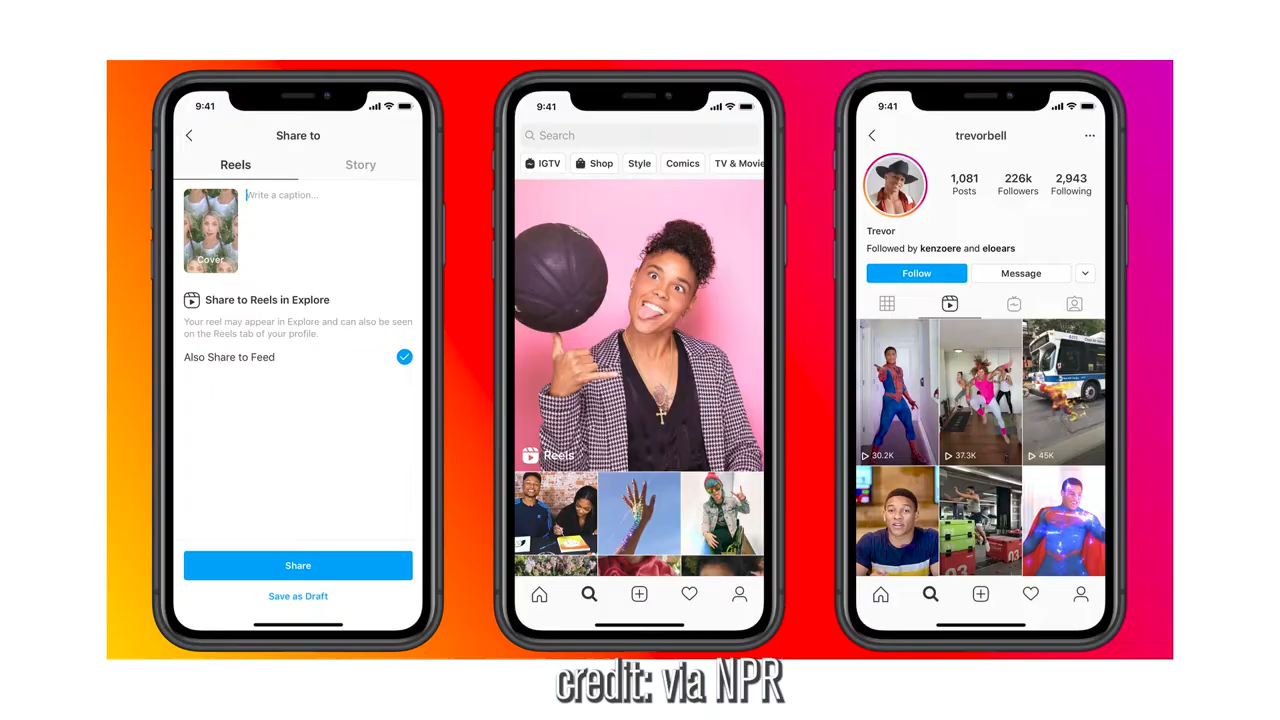 9:41
Share to
Reels
Story
Write a caption...
Cover
Share to Reels in Explore
Your reel may appear in Explore and can also be seen
on the Reels tab of your profile.
Also Share to Feed
Share
Save as Draft
9:41
Search
IGTV
Shop
Style
Comics
TV & Movie
Reels
9:41
trevorbell
1,081
Posts
226k
Followers
2,943
Following
Trevor
Followed by kenzoere and eloears
Follow
Message
30.2K
37.3K
45K
03
03
credit: via NPR